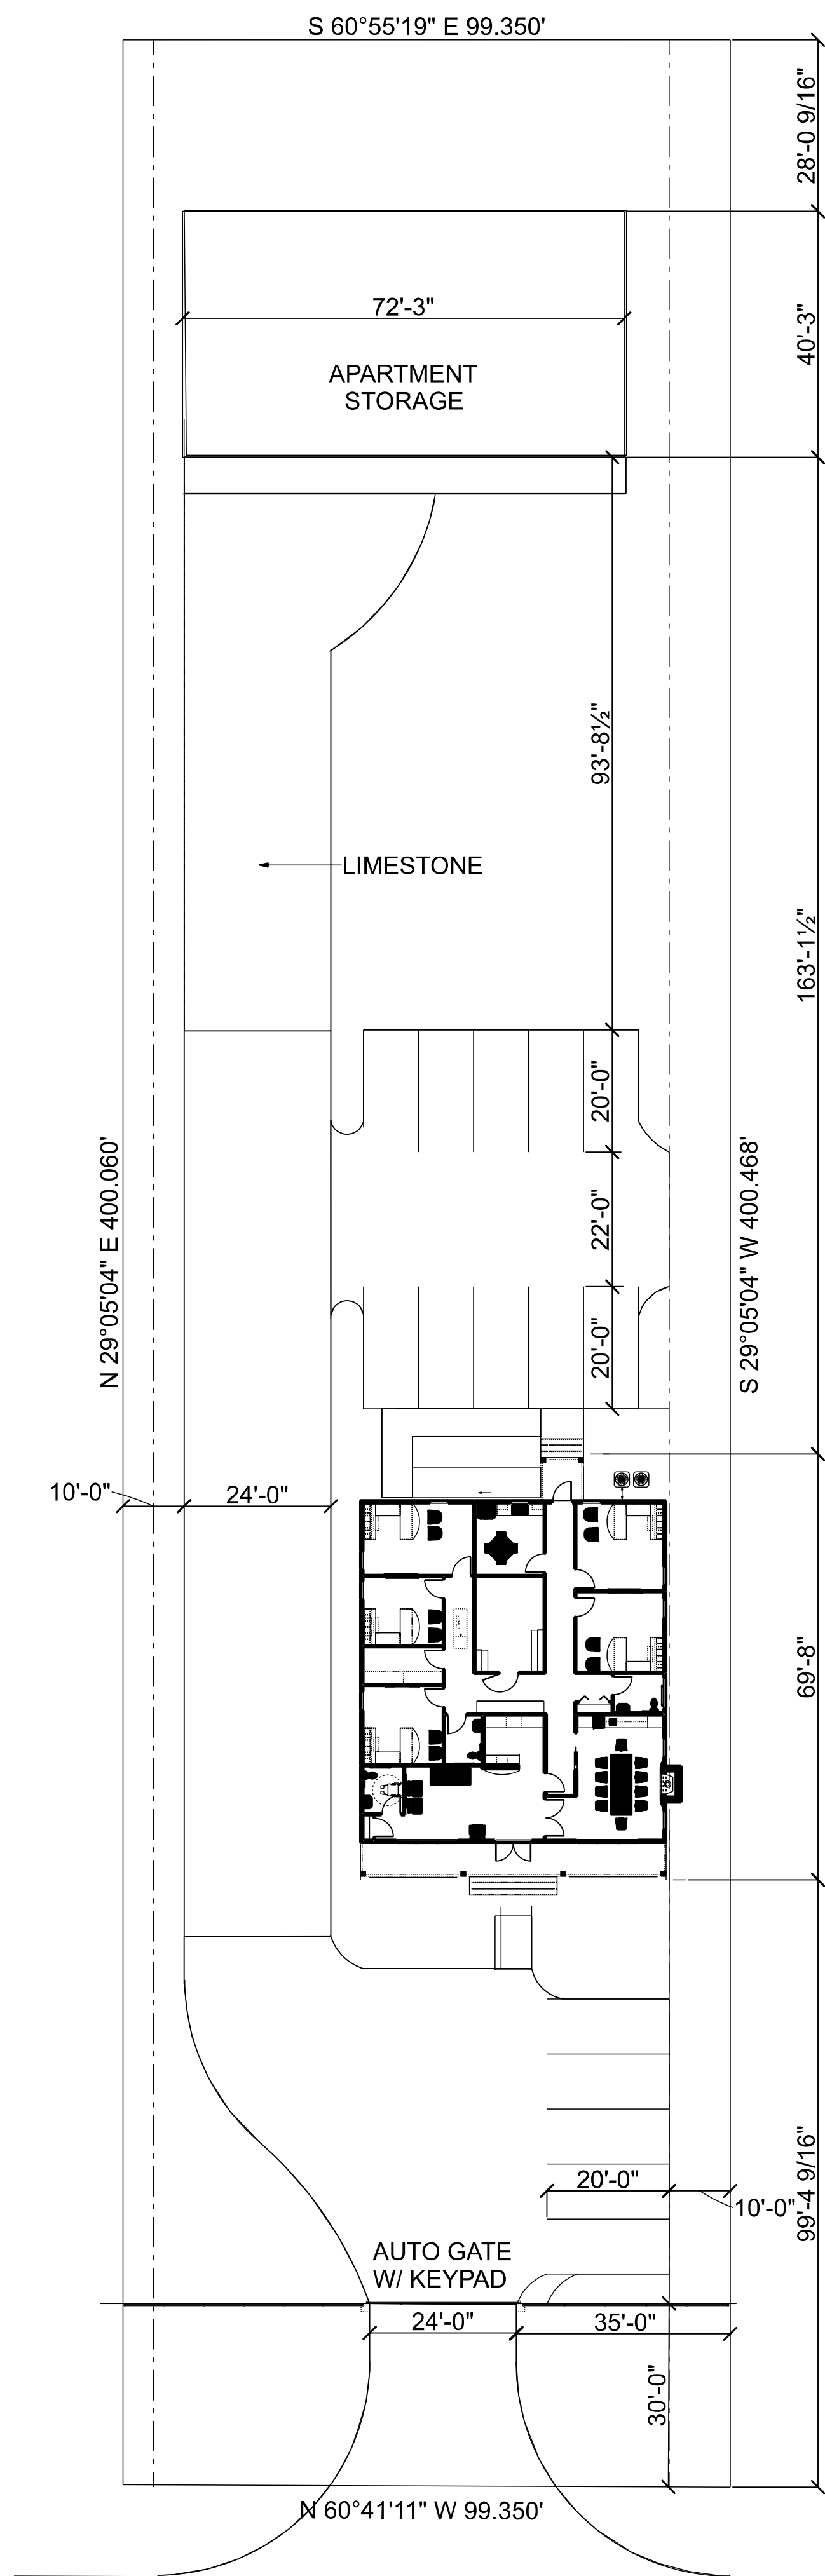 S 60°55'19" E 99.350'
28'-0 9/16"
72'-3"
40'-3"
APARTMENT
STORAGE
93'-8½"
LIMESTONE
163'-1½"
20'-0"
22'-0"
N 29°05'04" E 400.060'
S 29°05'04" W 400.468'
20'-0"
10'-0"
24'-0"
69'-8"
20'-0"
10'-0"
99'-4 9/16"
AUTO GATE
W/ KEYPAD
24'-0"
35'-0"
30'-0"
N 60°41'11" W 99.350'